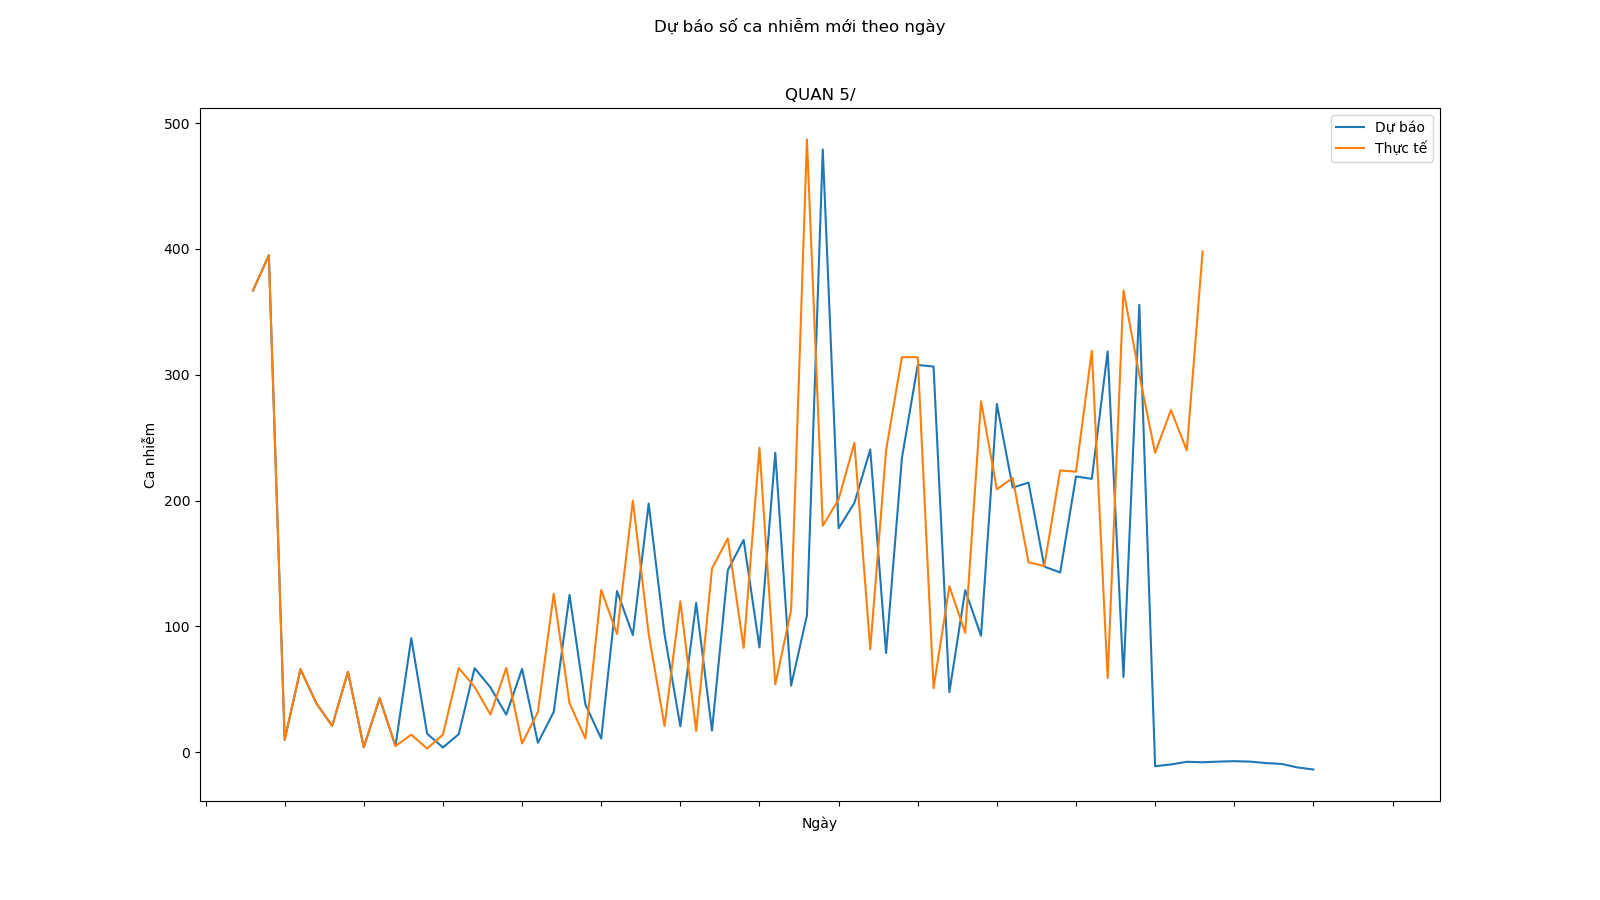 Dự báo số ca nhiễm mới theo ngày
QUAN 5/
Dự báo
Thực tế
500
400
300
200
100
0
Ca nhiễm
Ngày